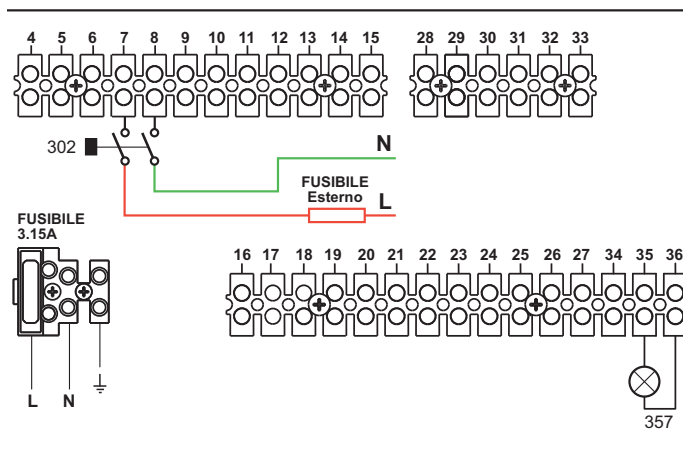 4 5 6 7 8 9 10 11 12 13 14 15 28 29 30 31 32 33
302
N
FUSIBILE
Esterno
L
FUSIBILE
3.15A
16 17 18 19 20 21 22 23 24 25 26 27 34 35 36
L N
357